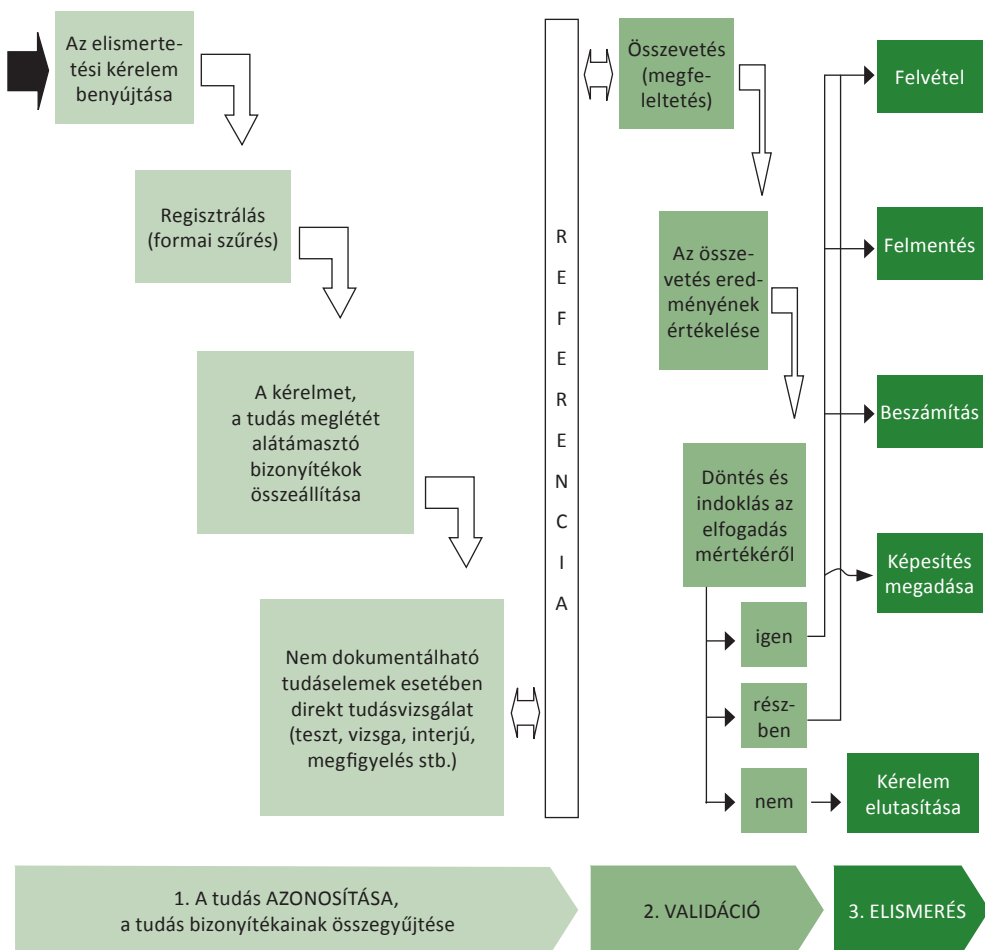 Az elismerte-
tési kérelem
benyújtása
Regisztrálás
(formai szűrés)
A kérelmet,
a tudás meglétét
alátámasztó
bizonyítékok
összeállítása
Nem dokumentálható
tudáselemek esetében
direkt tudásvizsgálat
(teszt, vizsga, interjú,
megfigyelés stb.)
R
E
F
E
R
E
N
C
I
A
Összevetés
(megfe-
leltetés)
Az össze-
vetés ered-
ményének
értékelése
Döntés és
indoklás az
elfogadás
mértékéről
igen
rész-
ben
nem
Felvétel
Felmentés
Beszámítás
Képesítés
megadása
Kérelem
elutasítása
1. A tudás AZONOSÍTÁSA,
a tudás bizonyítékainak összegyűjtése
2. VALIDÁCIÓ
3. ELISMERÉS